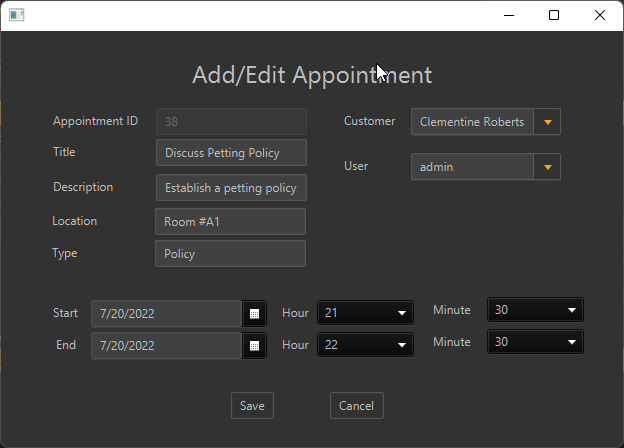 Add/Edit Appointment
Appointment ID 38
Customer Clementine Roberts
Title Discuss Petting Policy
User admin
Description Establish a petting policy
Location Room #A1
Type Policy
Start 7/20/2022 Hour 21 Minute 30
End 7/20/2022 Hour 22 Minute 30
Save Cancel